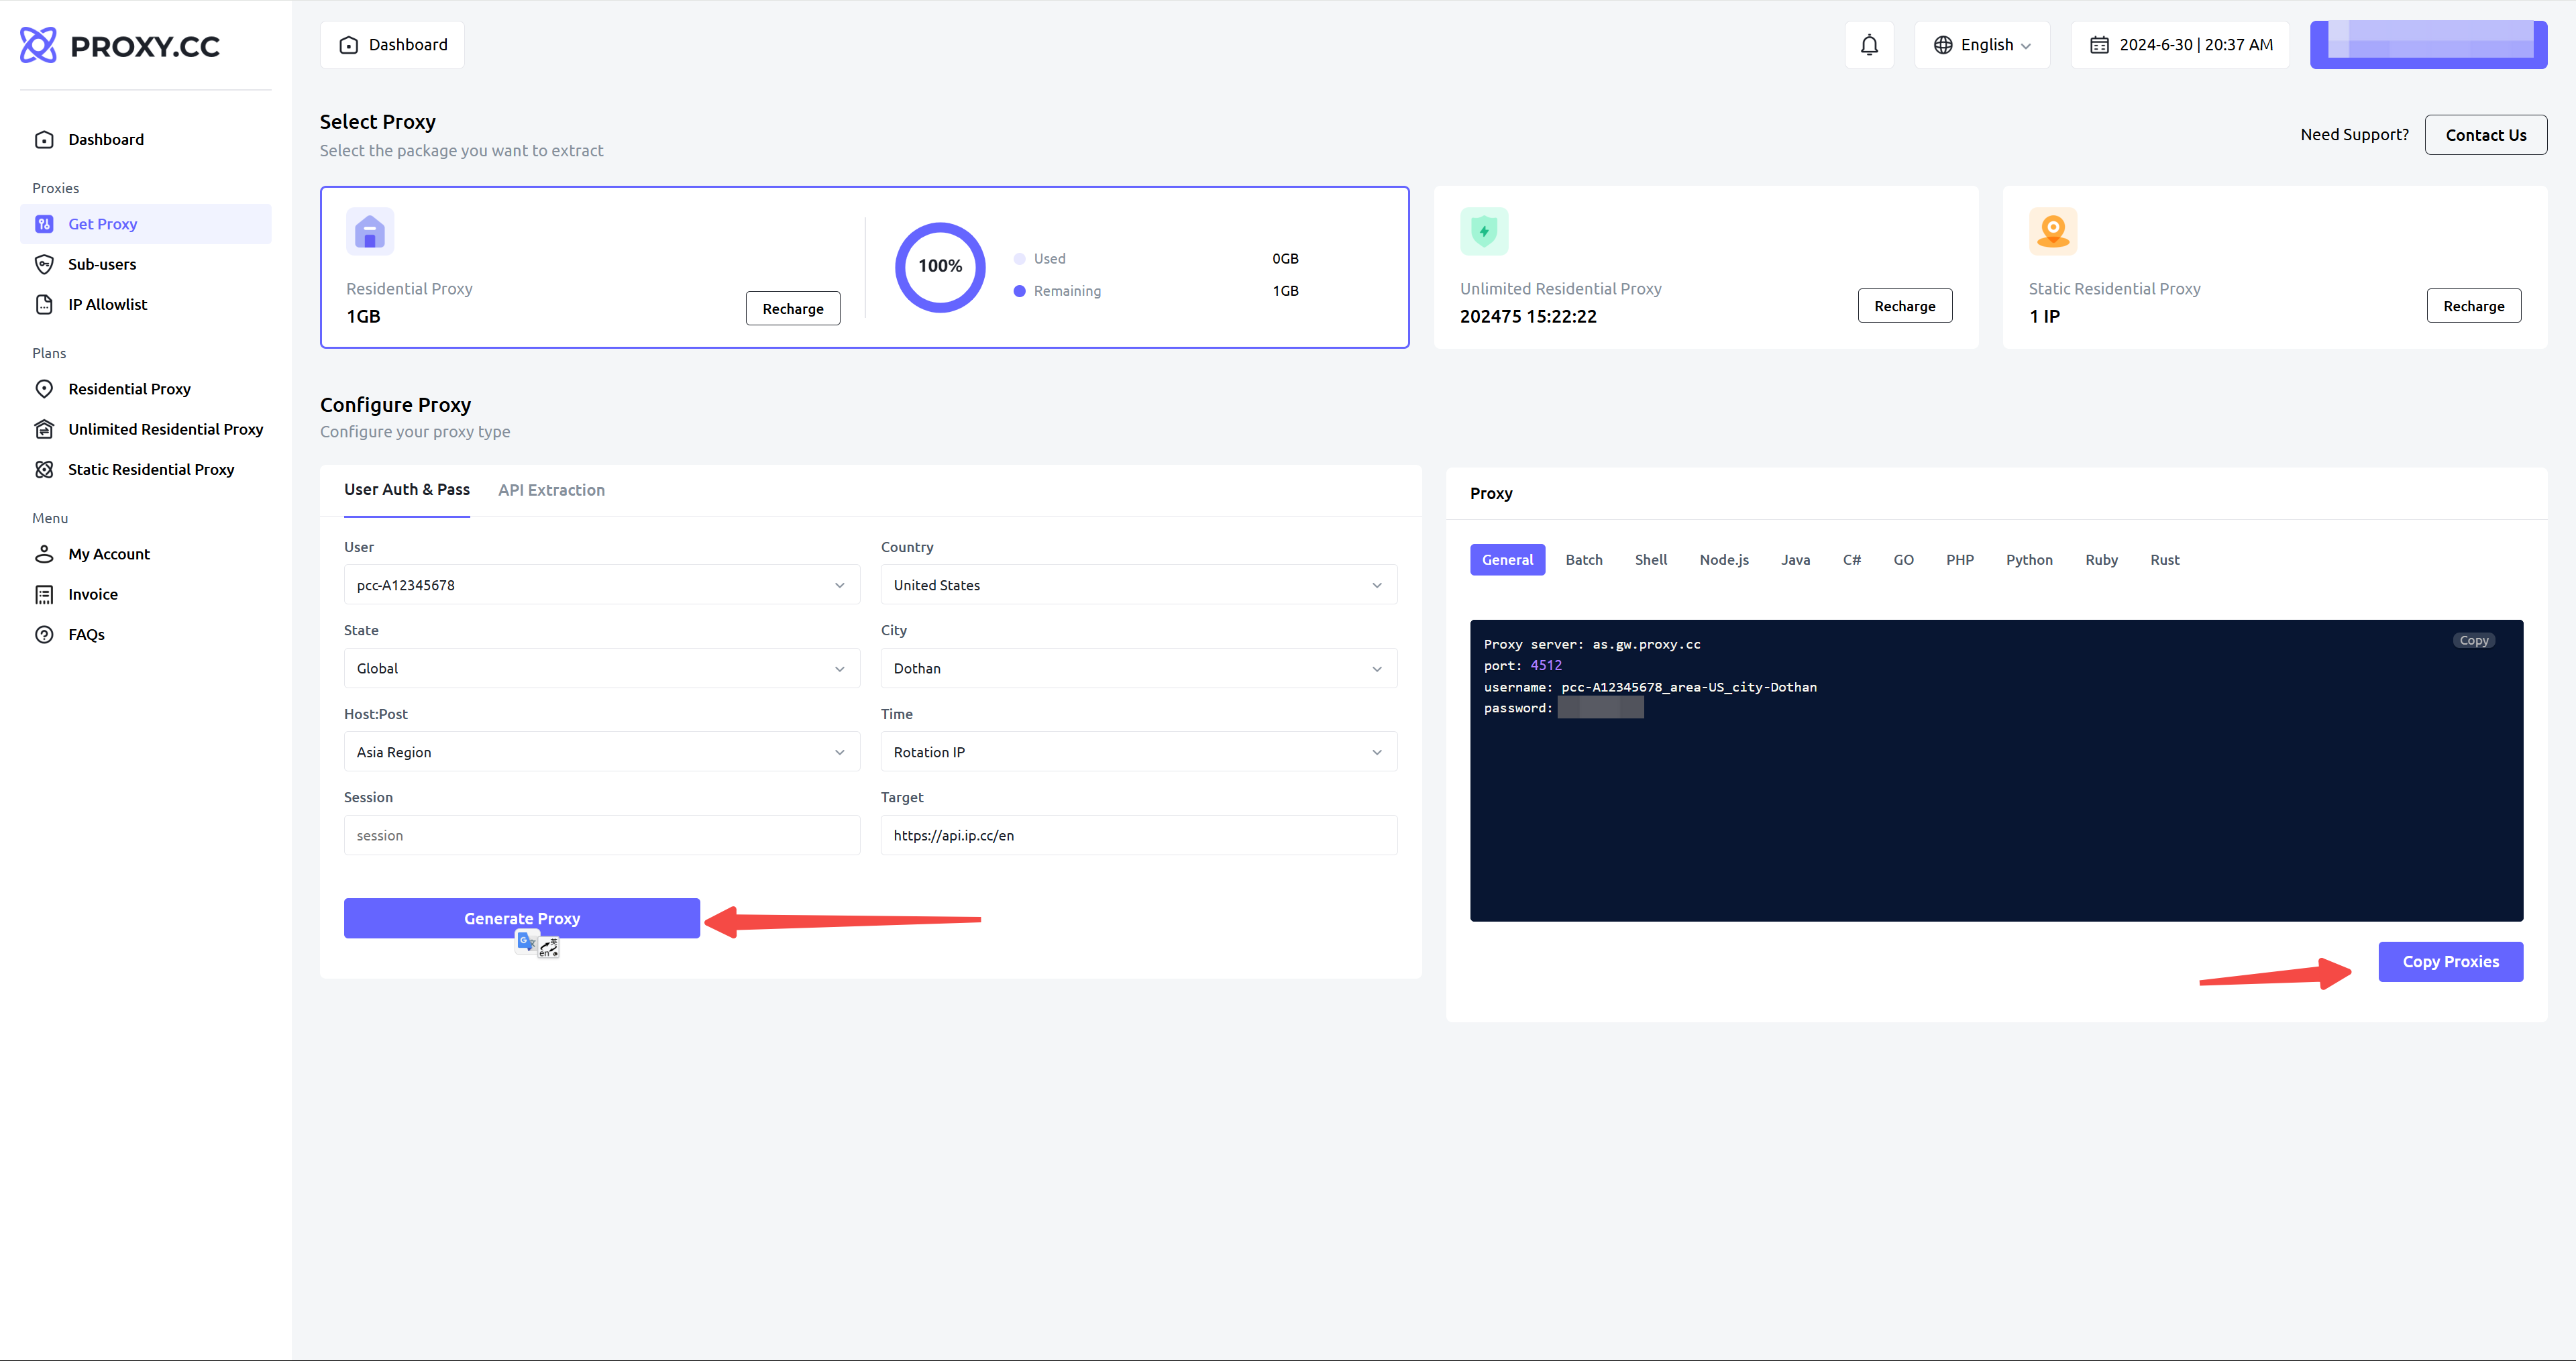 PROXY.CC
Dashboard
English
2024-6-30 | 20:37 AM
Dashboard
Proxies
Get Proxy
Sub-users
IP Allowlist
Plans
Residential Proxy
Unlimited Residential Proxy
Static Residential Proxy
Menu
My Account
Invoice
FAQs
Select Proxy
Select the package you want to extract
Need Support?
Contact Us
Residential Proxy
1GB
Recharge
100%
Used
0GB
Remaining
1GB
Unlimited Residential Proxy
202475 15:22:22
Recharge
Static Residential Proxy
1 IP
Recharge
Configure Proxy
Configure your proxy type
User Auth & Pass
API Extraction
User
Country
pcc-A12345678
United States
State
City
Global
Dothan
Host:Post
Time
Asia Region
Rotation IP
Session
Target
session
https://api.ip.cc/en
Generate Proxy
Proxy
General
Batch
Shell
Node.js
Java
C#
GO
PHP
Python
Ruby
Rust
Copy
Proxy server: as.gw.proxy.cc
port: 4512
username: pcc-A12345678_area-US_city-Dothan
password:
Copy Proxies